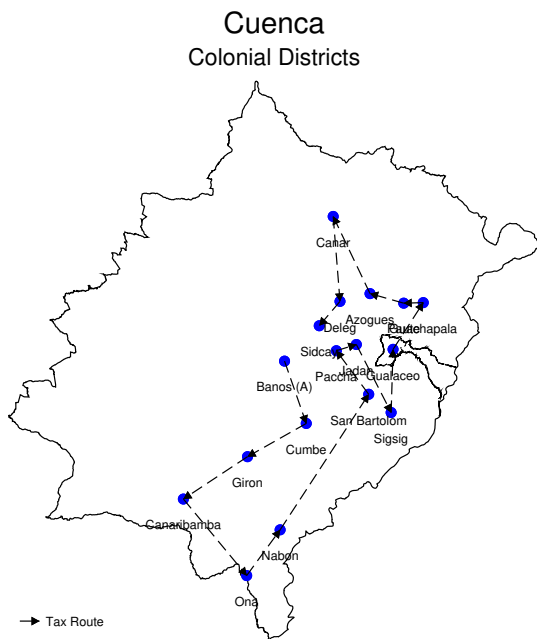 Cuenca
Colonial Districts
Canar
Azogues
Deleg
Sidcay
Jadan
Paccha
Gualaceo
Banos (A)
San Bartolom
Sigsig
Cumbe
Giron
Canaribamba
Nabon
Ona
Tax Route